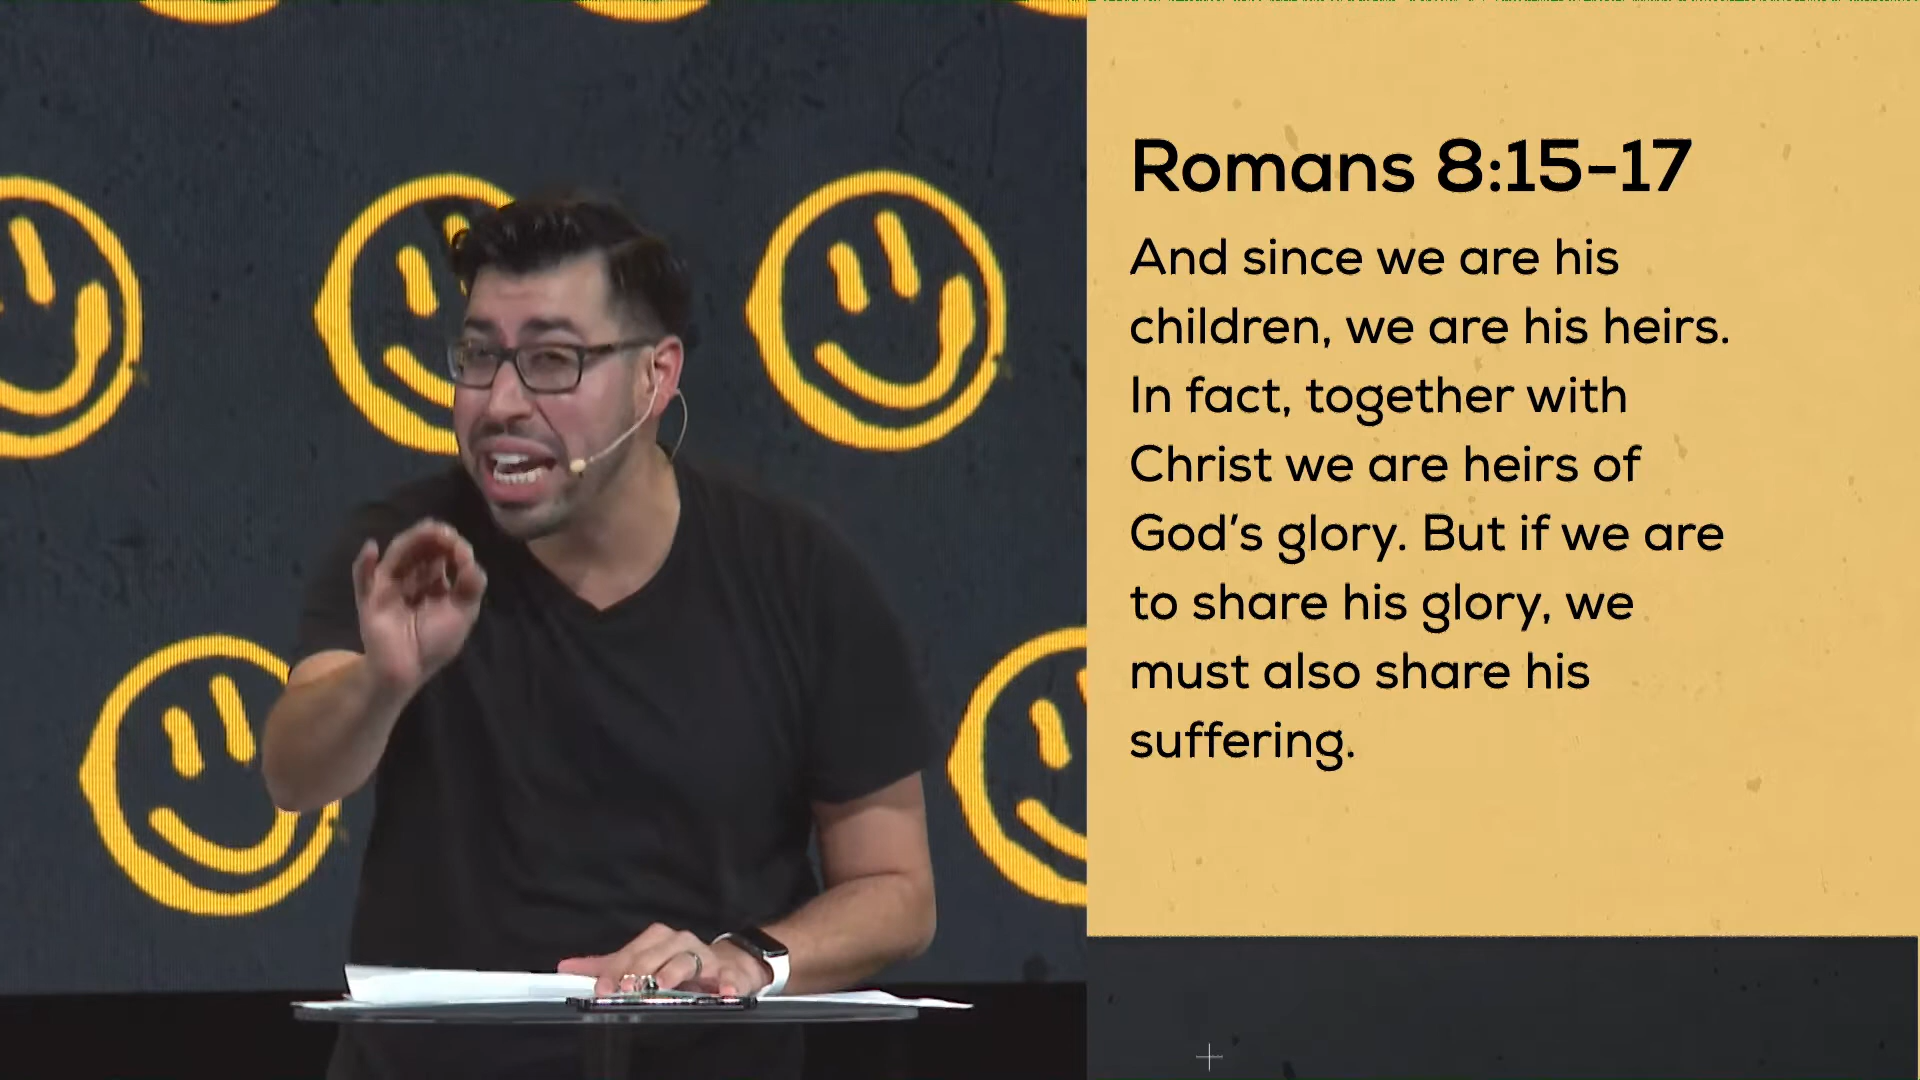 Romans 8:15-17
And since we are his
children, we are his heirs.
In fact, together with
Christ we are heirs of
God's glory. But if we are
to share his glory, we
must also share his
suffering.